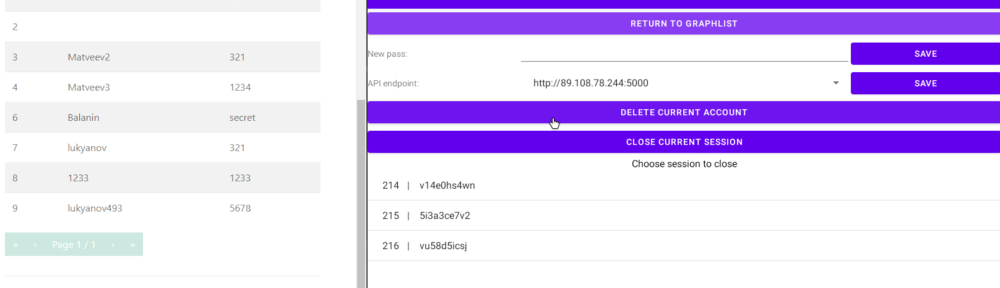 2
3 Matveev2 321
4 Matveev3 1234
6 Balanin secret
7 lukyanov 321
8 1233 1233
9 lukyanov493 5678
« ‹ Page 1 / 1 › »
RETURN TO GRAPHLIST
New pass: SAVE
API endpoint: http://89.108.78.244:5000 SAVE
DELETE CURRENT ACCOUNT
CLOSE CURRENT SESSION
Choose session to close
214 | v14e0hs4wn
215 | 5i3a3ce7v2
216 | vu58d5icsj